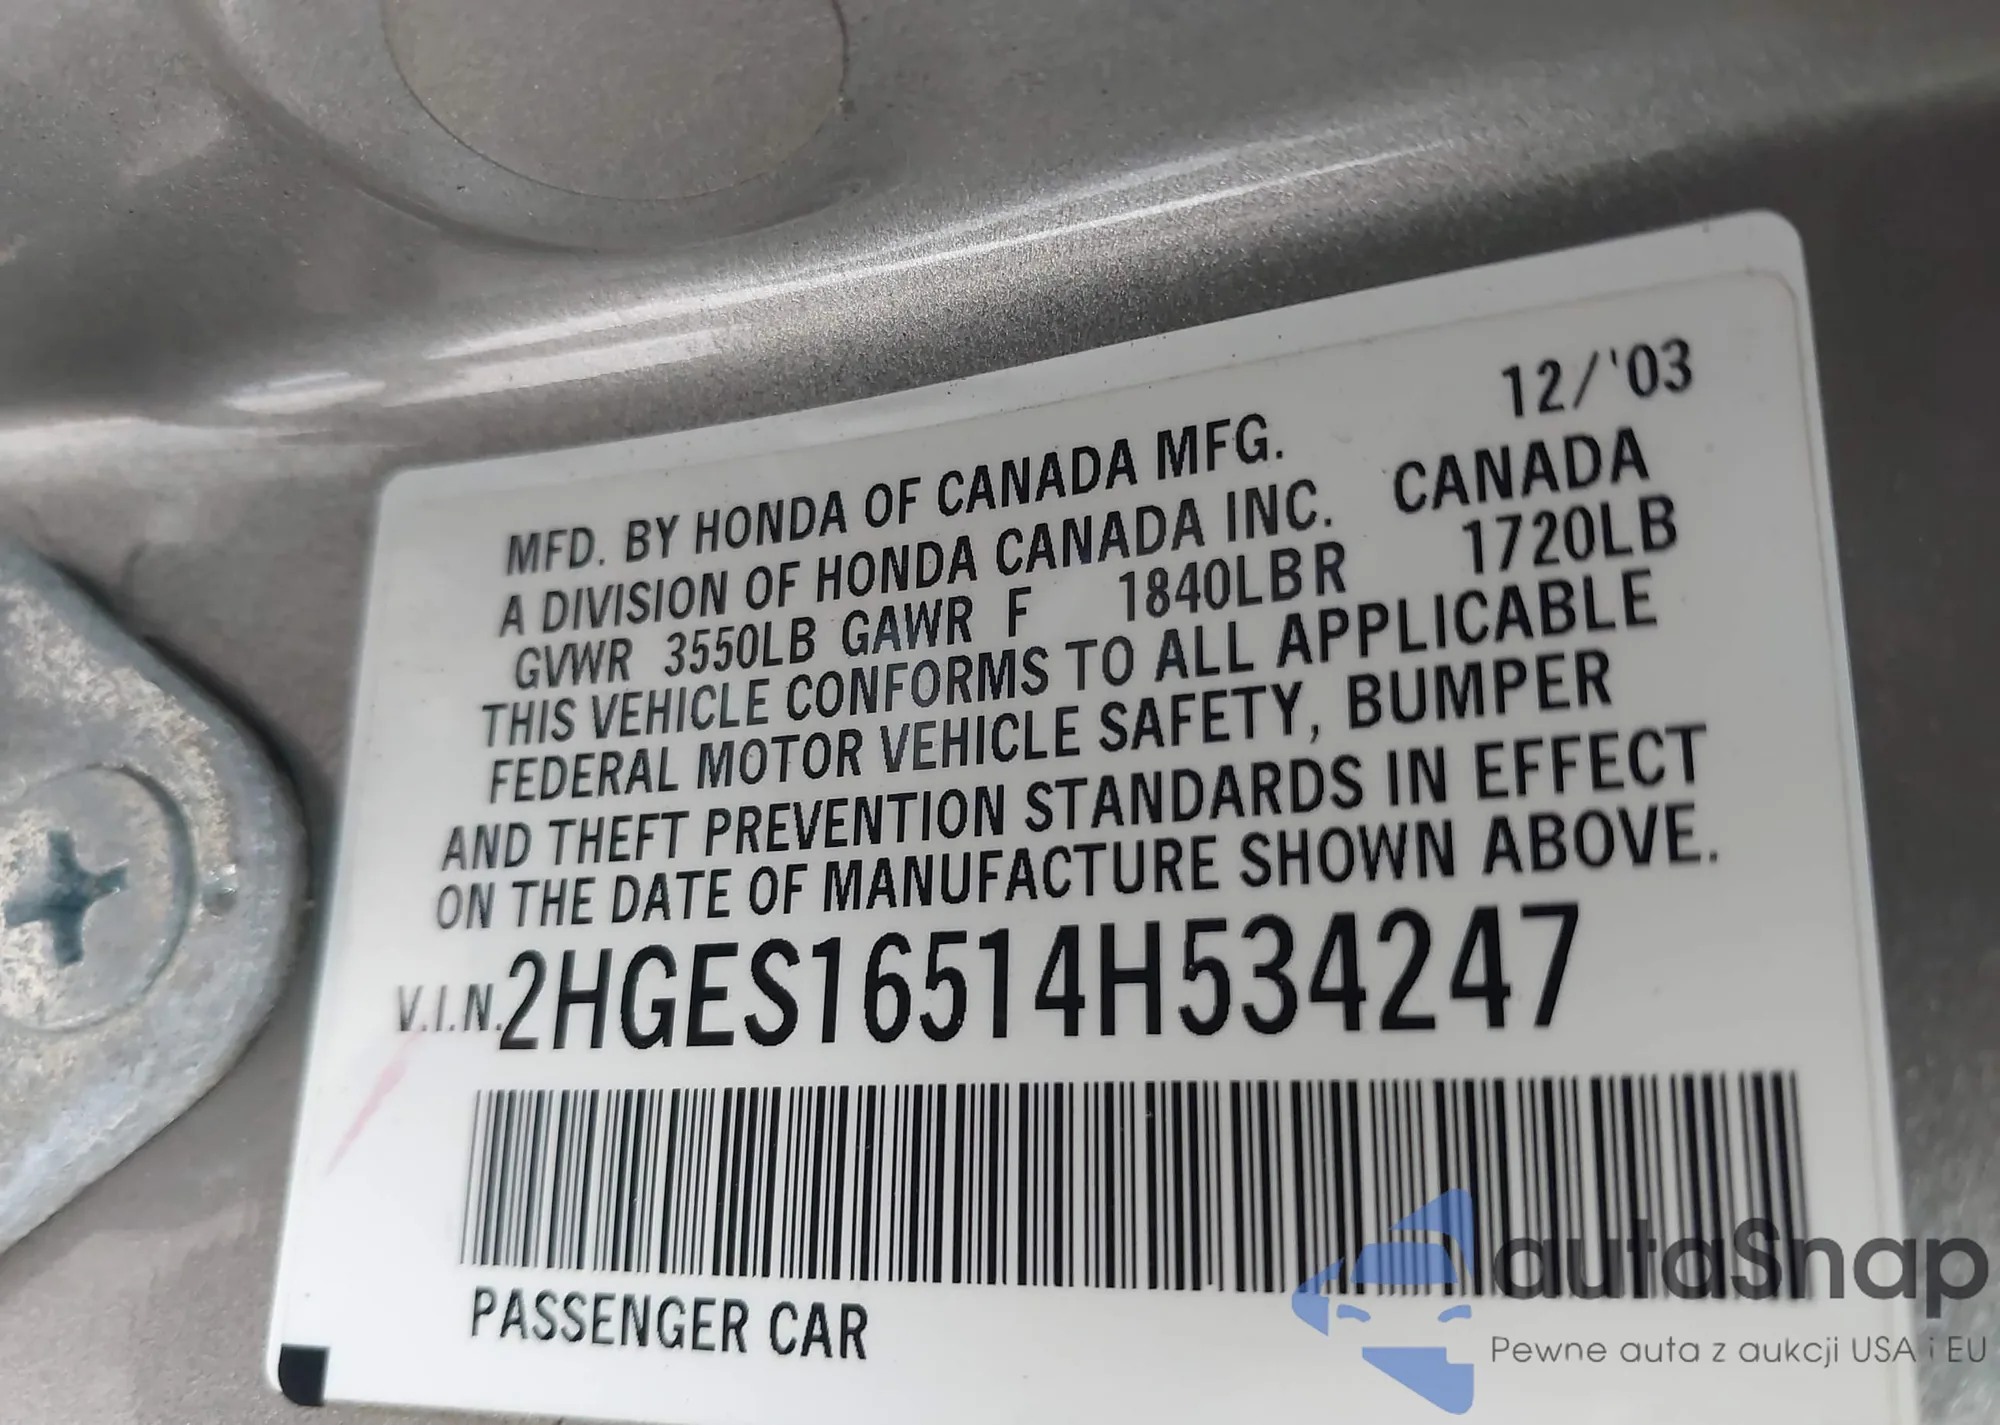 12/'03
MFD. BY HONDA OF CANADA MFG.
A DIVISION OF HONDA CANADA INC. CANADA
GVWR 3550LB GAWR F 1840LB R 1720LB
THIS VEHICLE CONFORMS TO ALL APPLICABLE
FEDERAL MOTOR VEHICLE SAFETY, BUMPER
AND THEFT PREVENTION STANDARDS IN EFFECT
ON THE DATE OF MANUFACTURE SHOWN ABOVE.
V.I.N. 2HGES16514H534247
PASSENGER CAR
autaSnap
Pewne auta z aukcji USA i EU